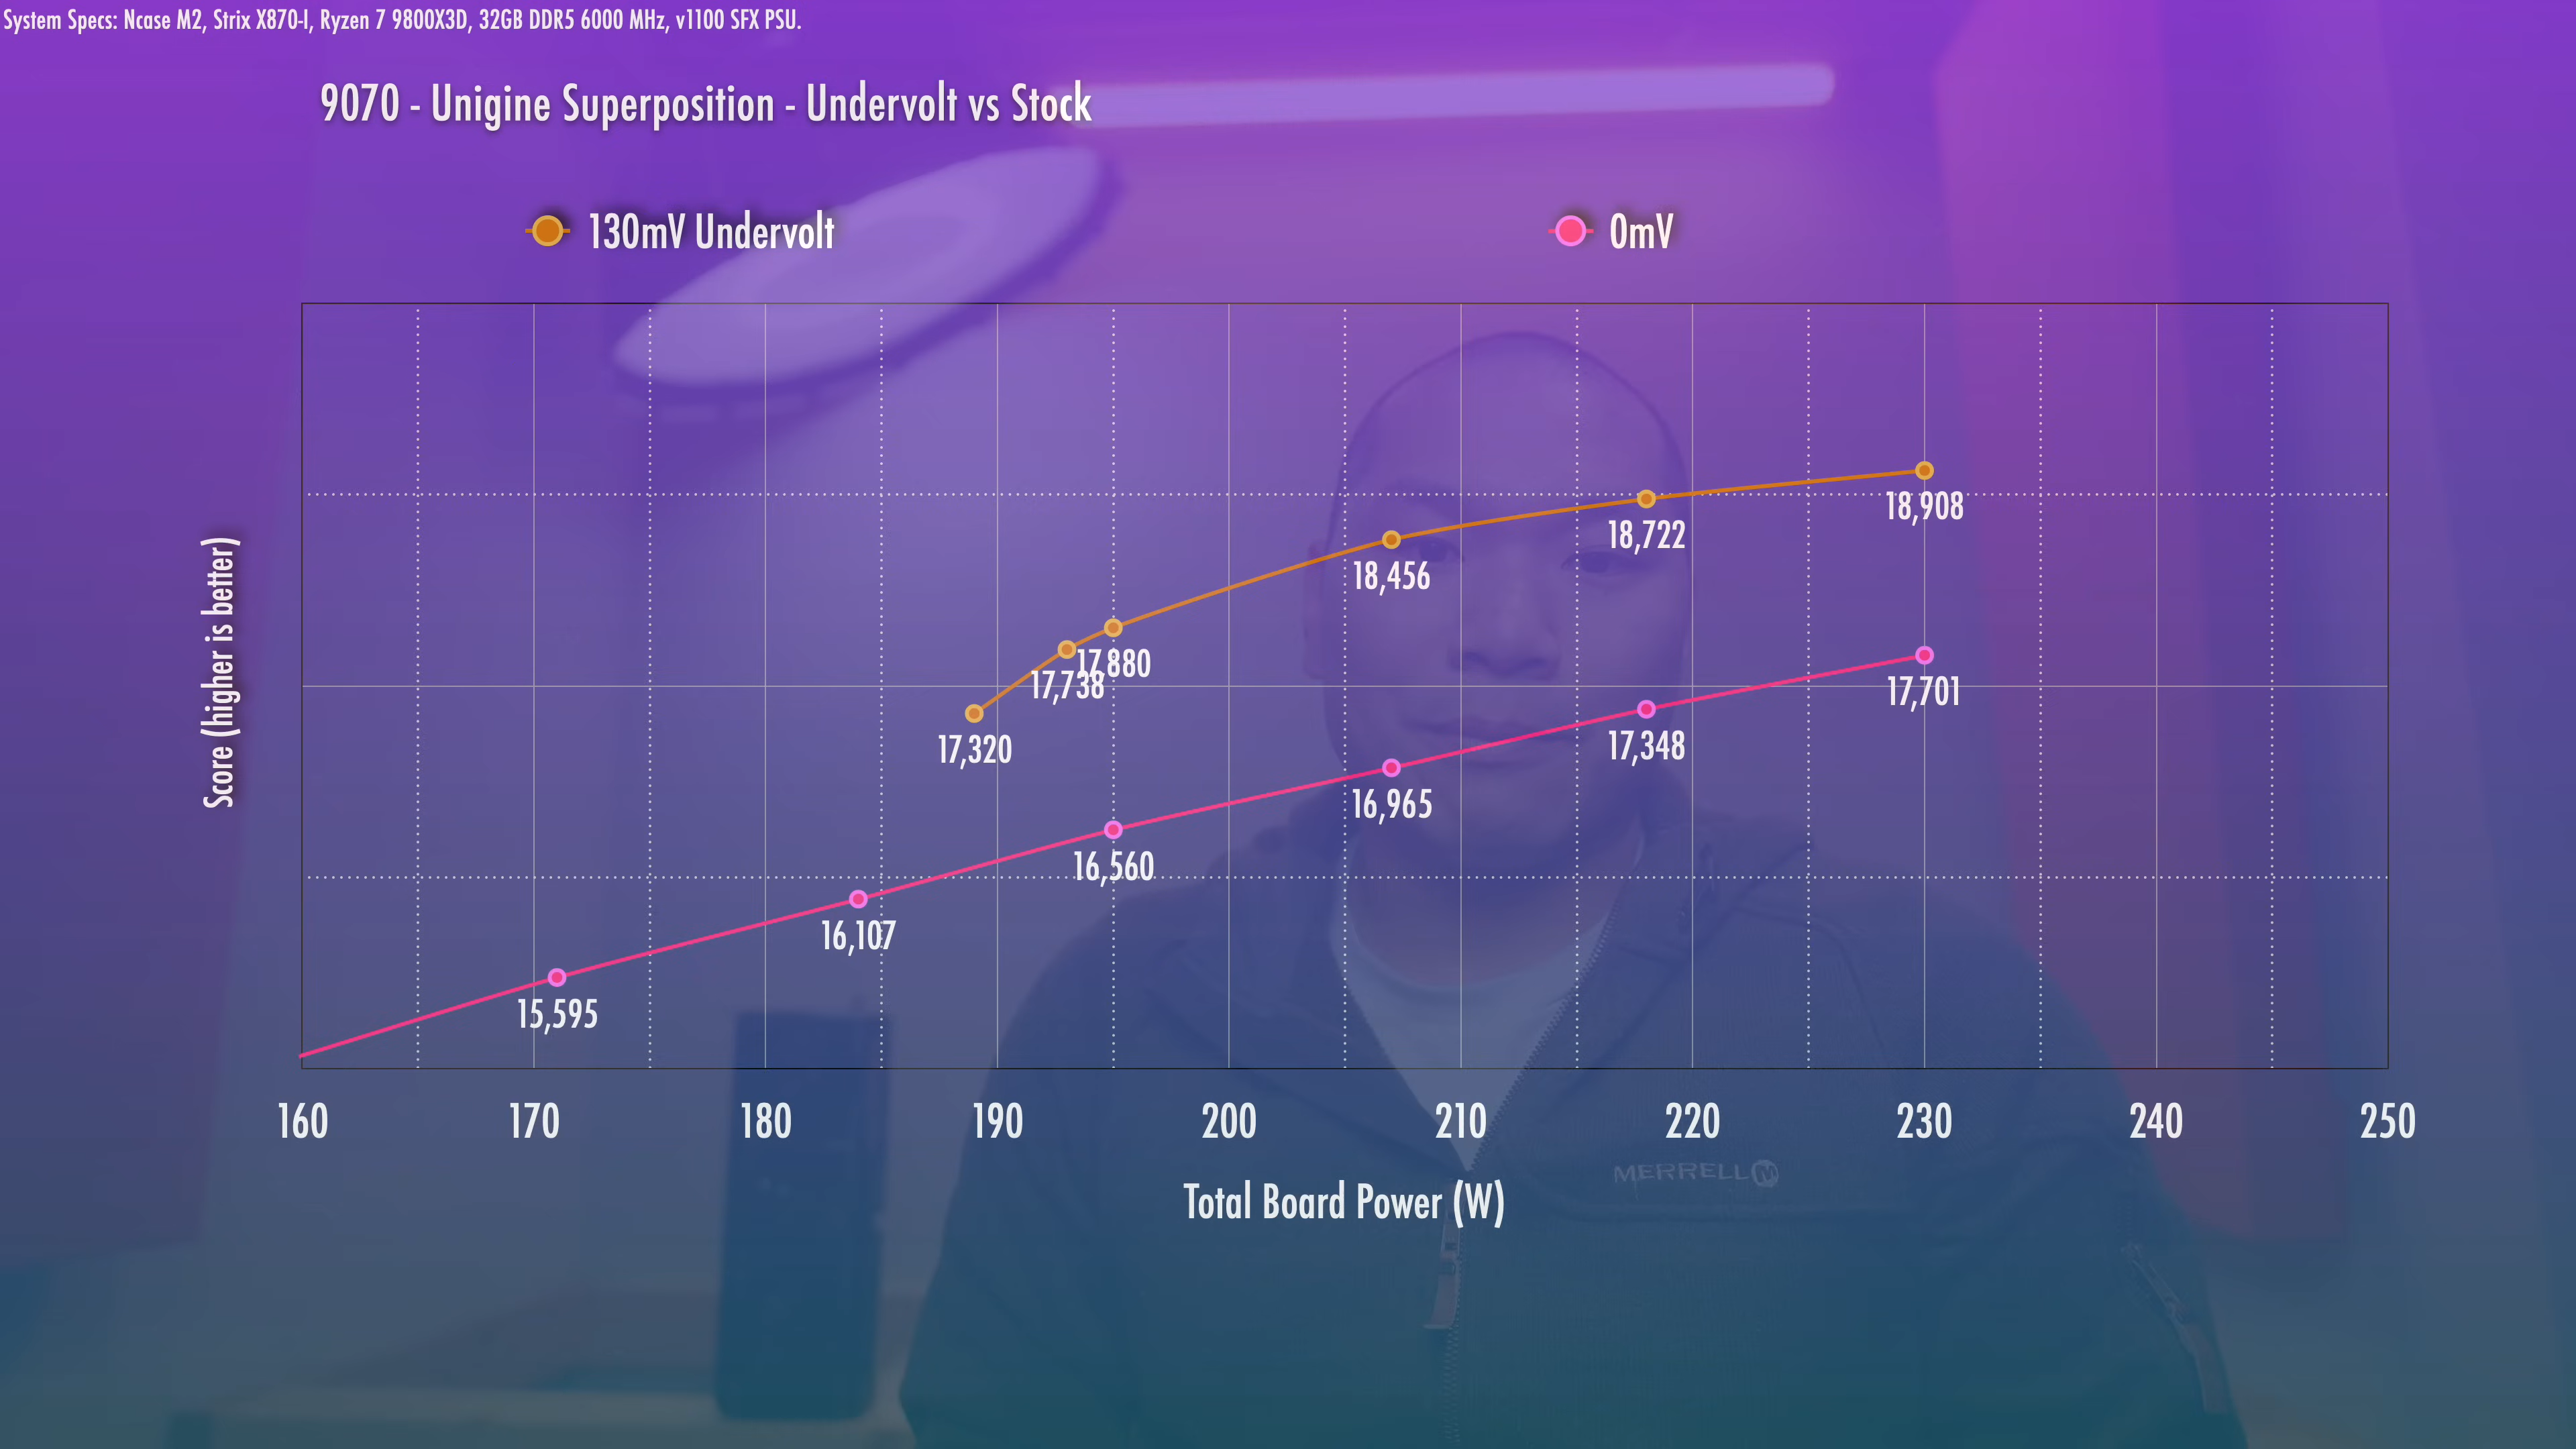 System Specs: Ncase M2, Strix X870-I, Ryzen 7 9800X3D, 32GB DDR5 6000 MHz, v1100 SFX PSU.
9070 - Unigine Superposition - Undervolt vs Stock
130mV Undervolt
0mV
Score (higher is better)
18,908
18,722
18,456
17,880
17,738
17,320
17,701
17,348
16,965
16,560
16,107
15,595
160 170 180 190 200 210 220 230 240 250
Total Board Power (W)
MERRELL